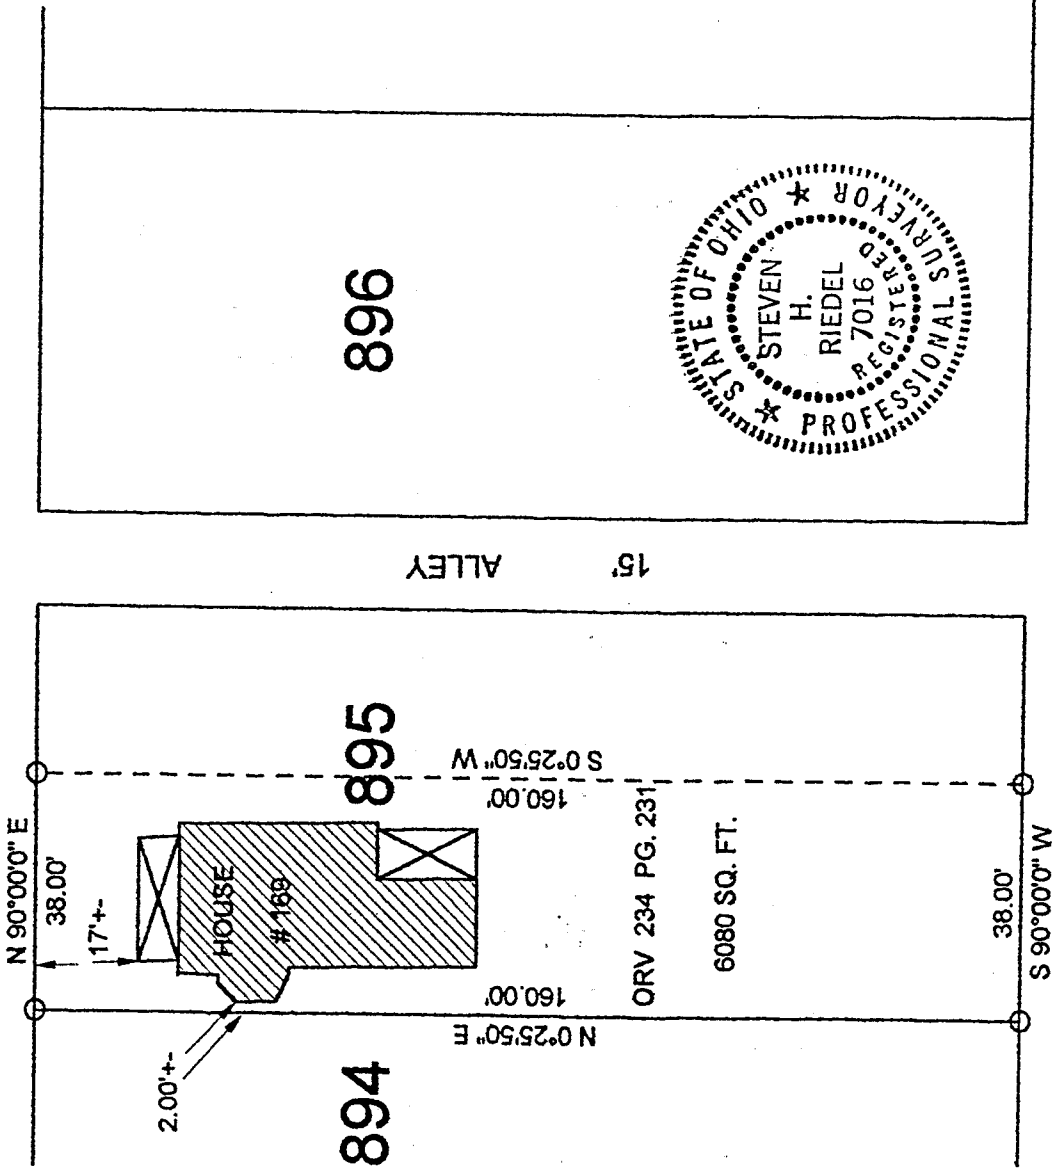 896
STATE OF OHIO
STEVEN
H.
RIEDEL
7016
REGISTERED
PROFESSIONAL SURVEYOR
15' ALLEY
N 90°00'0" E
38.00'
17'+-
2.00'+-
HOUSE
# 169
895
S 0°25'50" W
160.00'
160.00'
N 0°25'50" E
ORV 234 PG. 231
6080 SQ. FT.
38.00'
S 90°00'0" W
894